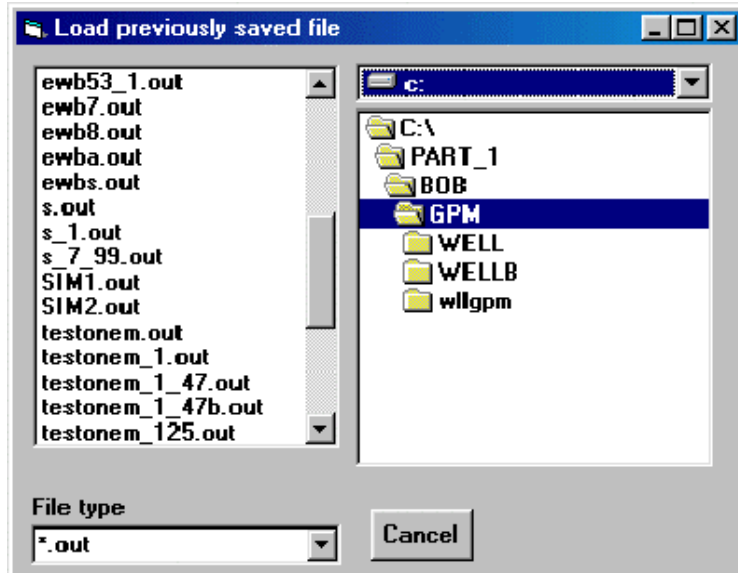 Load previously saved file
ewb53_1.out
ewb7.out
ewb8.out
ewba.out
ewbs.out
s.out
s_1.out
s_7_99.out
SIM1.out
SIM2.out
testonem.out
testonem_1.out
testonem_1_47.out
testonem_1_47b.out
testonem_125.out
c:
C:\
PART_1
BOB
GPM
WELL
WELLB
wllgpm
File type
*.out
Cancel